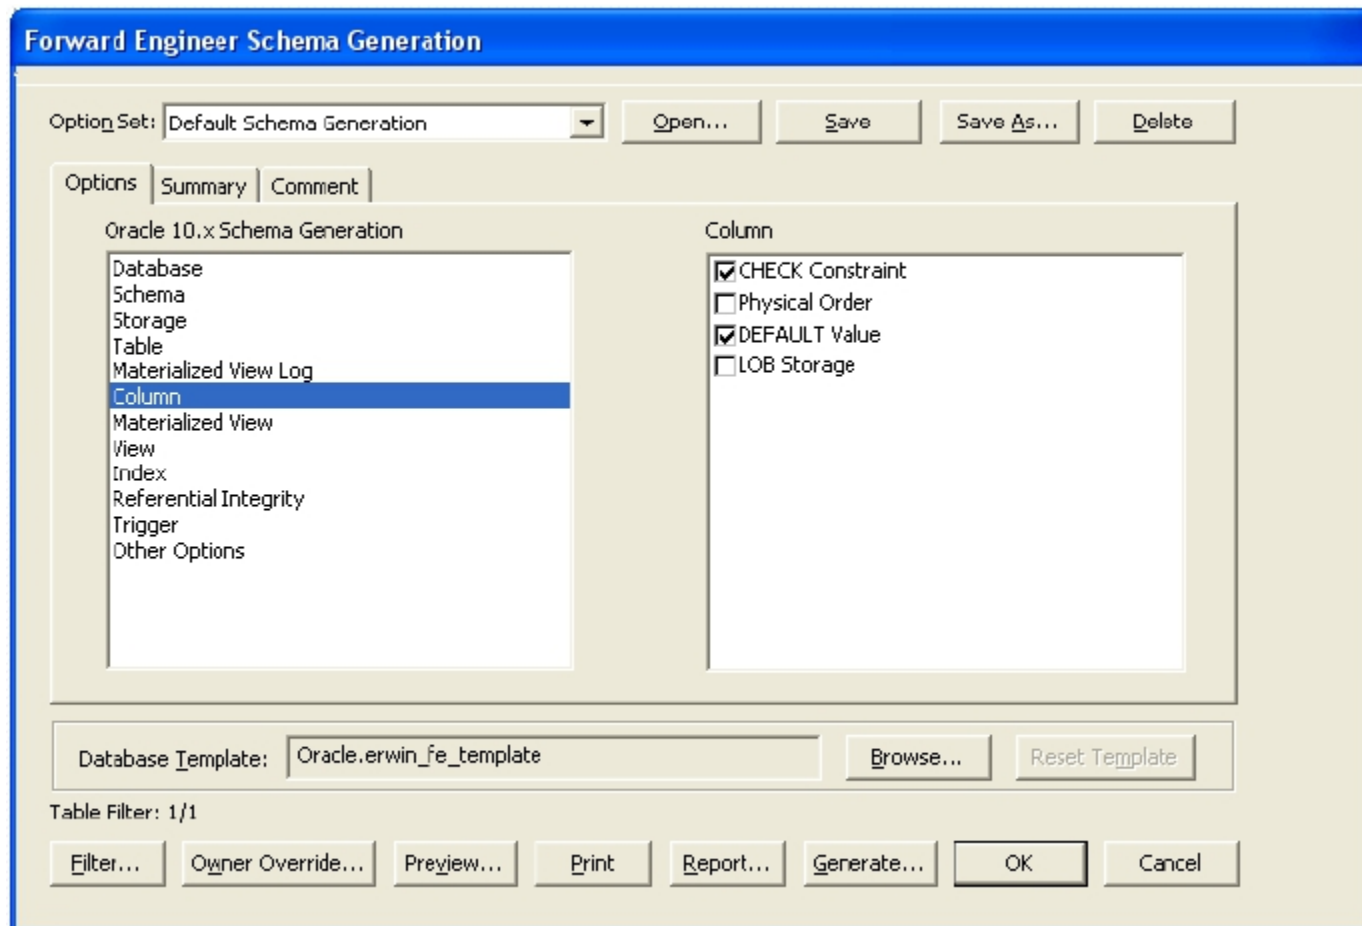 Forward Engineer Schema Generation
Option Set: Default Schema Generation Open... Save Save As... Delete
Options Summary Comment
Oracle 10.x Schema Generation
Database
Schema
Storage
Table
Materialized View Log
Column
Materialized View
View
Index
Referential Integrity
Trigger
Other Options
Column
CHECK Constraint
Physical Order
DEFAULT Value
LOB Storage
Database Template: Oracle.erwin_fe_template Browse... Reset Template
Table Filter: 1/1
Filter... Owner Override... Preview... Print Report... Generate... OK Cancel